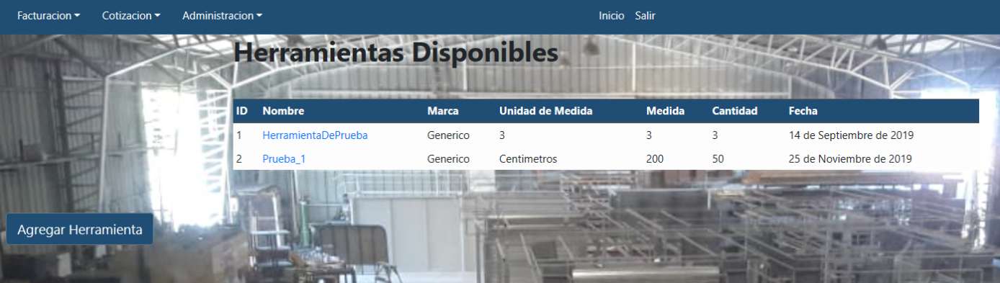 Facturacion Cotizacion Administracion Inicio Salir
Herramientas Disponibles
ID Nombre Marca Unidad de Medida Medida Cantidad Fecha
1 HerramientaDePrueba Generico 3 3 3 14 de Septiembre de 2019
2 Prueba_1 Generico Centimetros 200 50 25 de Noviembre de 2019
Agregar Herramienta